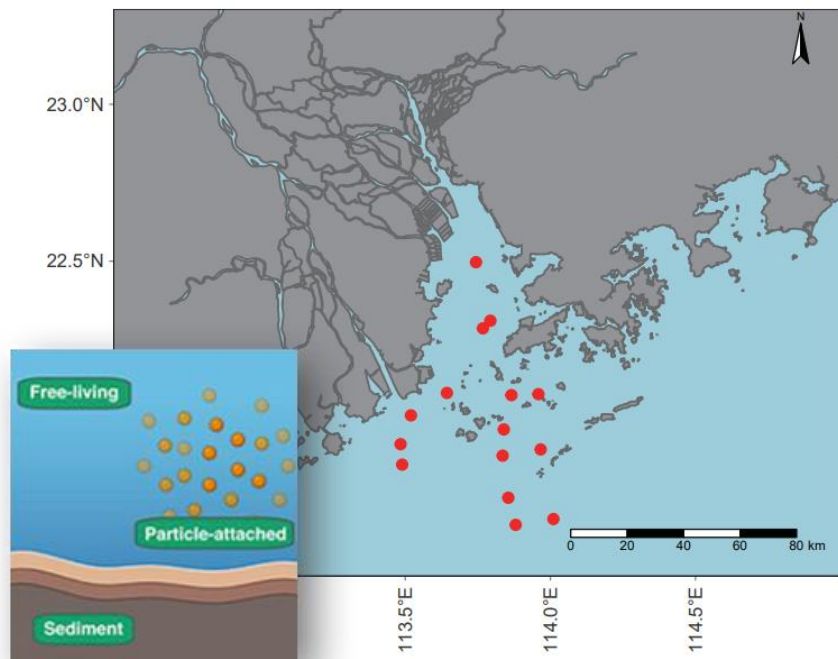 N
23.0°N
22.5°N
Free-living
Particle-attached
Sediment
0 20 40 60 80 km
113.5°E
114.0°E
114.5°E